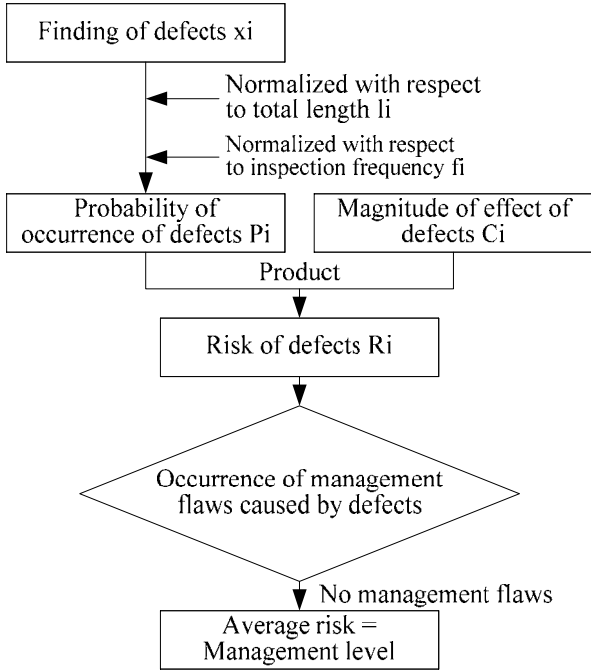 Finding of defects xi
Normalized with respect
to total length li
Normalized with respect
to inspection frequency fi
Probability of
occurrence of defects Pi
Magnitude of effect of
defects Ci
Product
Risk of defects Ri
Occurrence of management
flaws caused by defects
No management flaws
Average risk =
Management level